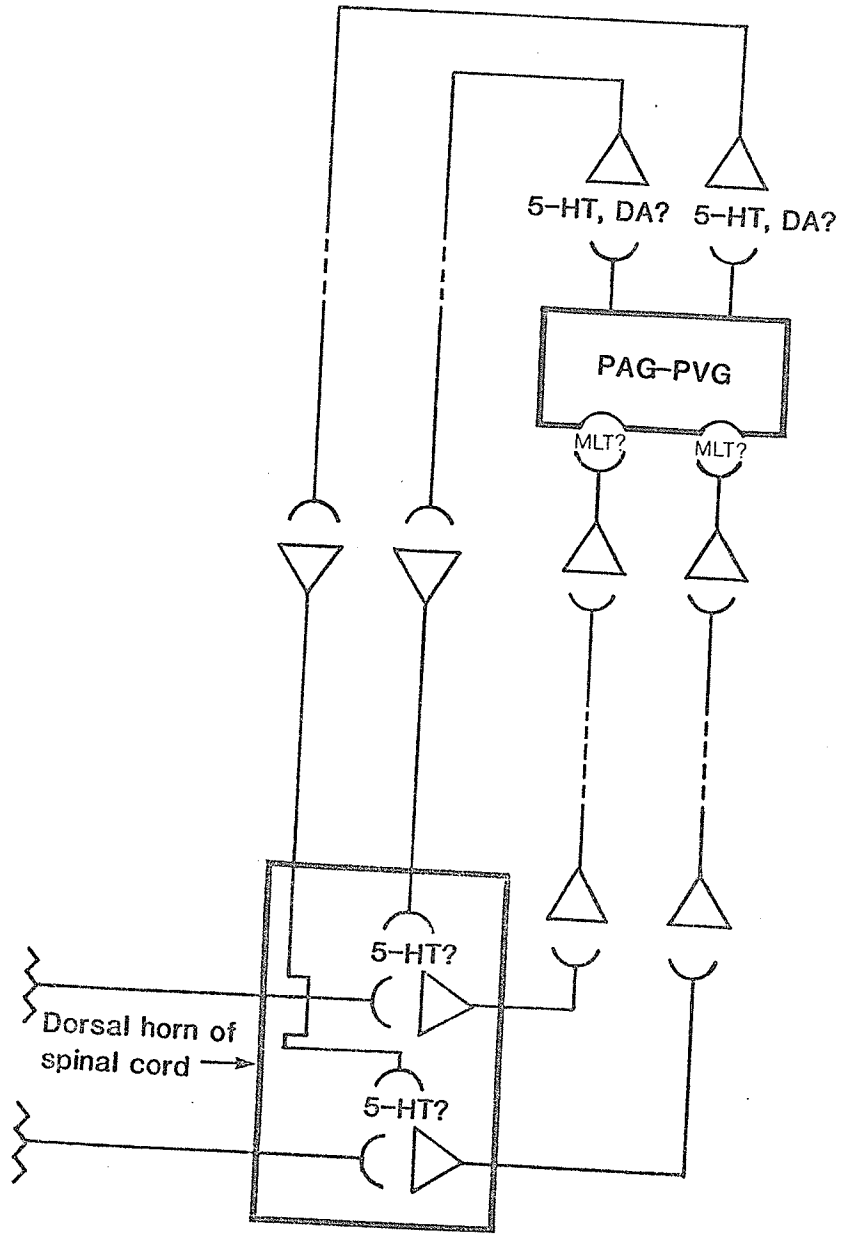 5-HT, DA? 5-HT, DA?
PAG-PVG
MLT? MLT?
5-HT?
Dorsal horn of
spinal cord
5-HT?